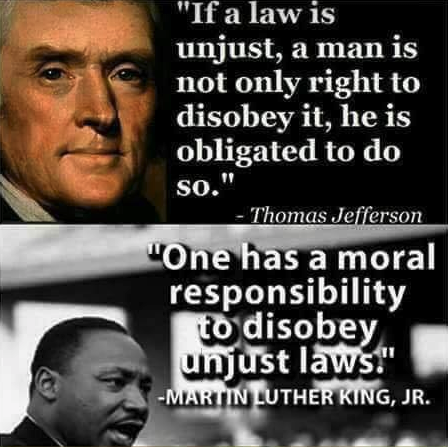 "If a law is
unjust, a man is
not only right to
disobey it, he is
obligated to do
so."
- Thomas Jefferson
"One has a moral
responsibility
to disobey
unjust laws."
-MARTIN LUTHER KING, JR.